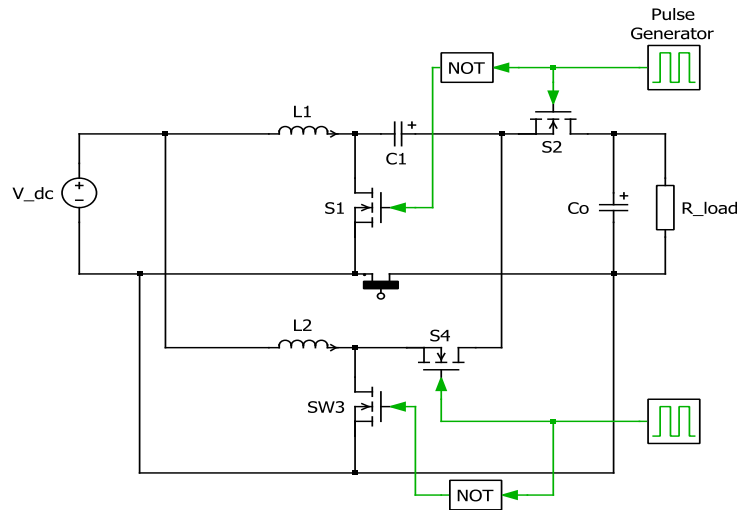 Pulse
Generator
NOT
L1
C1
S2
V_dc
S1
Co
R_load
L2
S4
SW3
NOT